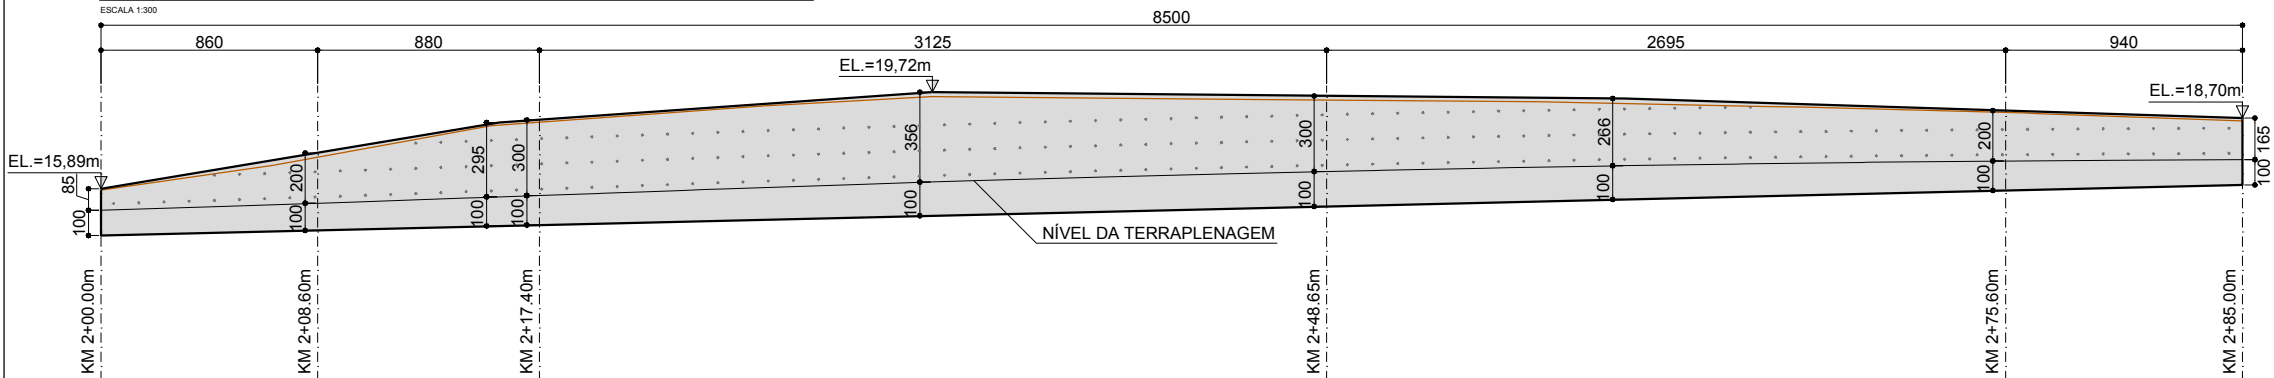 ESCALA 1:300
8500
860
880
3125
2695
940
EL.=19,72m
EL.=18,70m
EL.=15,89m
85
100
200
100
295
100
300
100
356
100
300
100
266
100
200
100
165
100
NÍVEL DA TERRAPLENAGEM
KM 2+00.00m
KM 2+08.60m
KM 2+17.40m
KM 2+48.65m
KM 2+75.60m
KM 2+85.00m